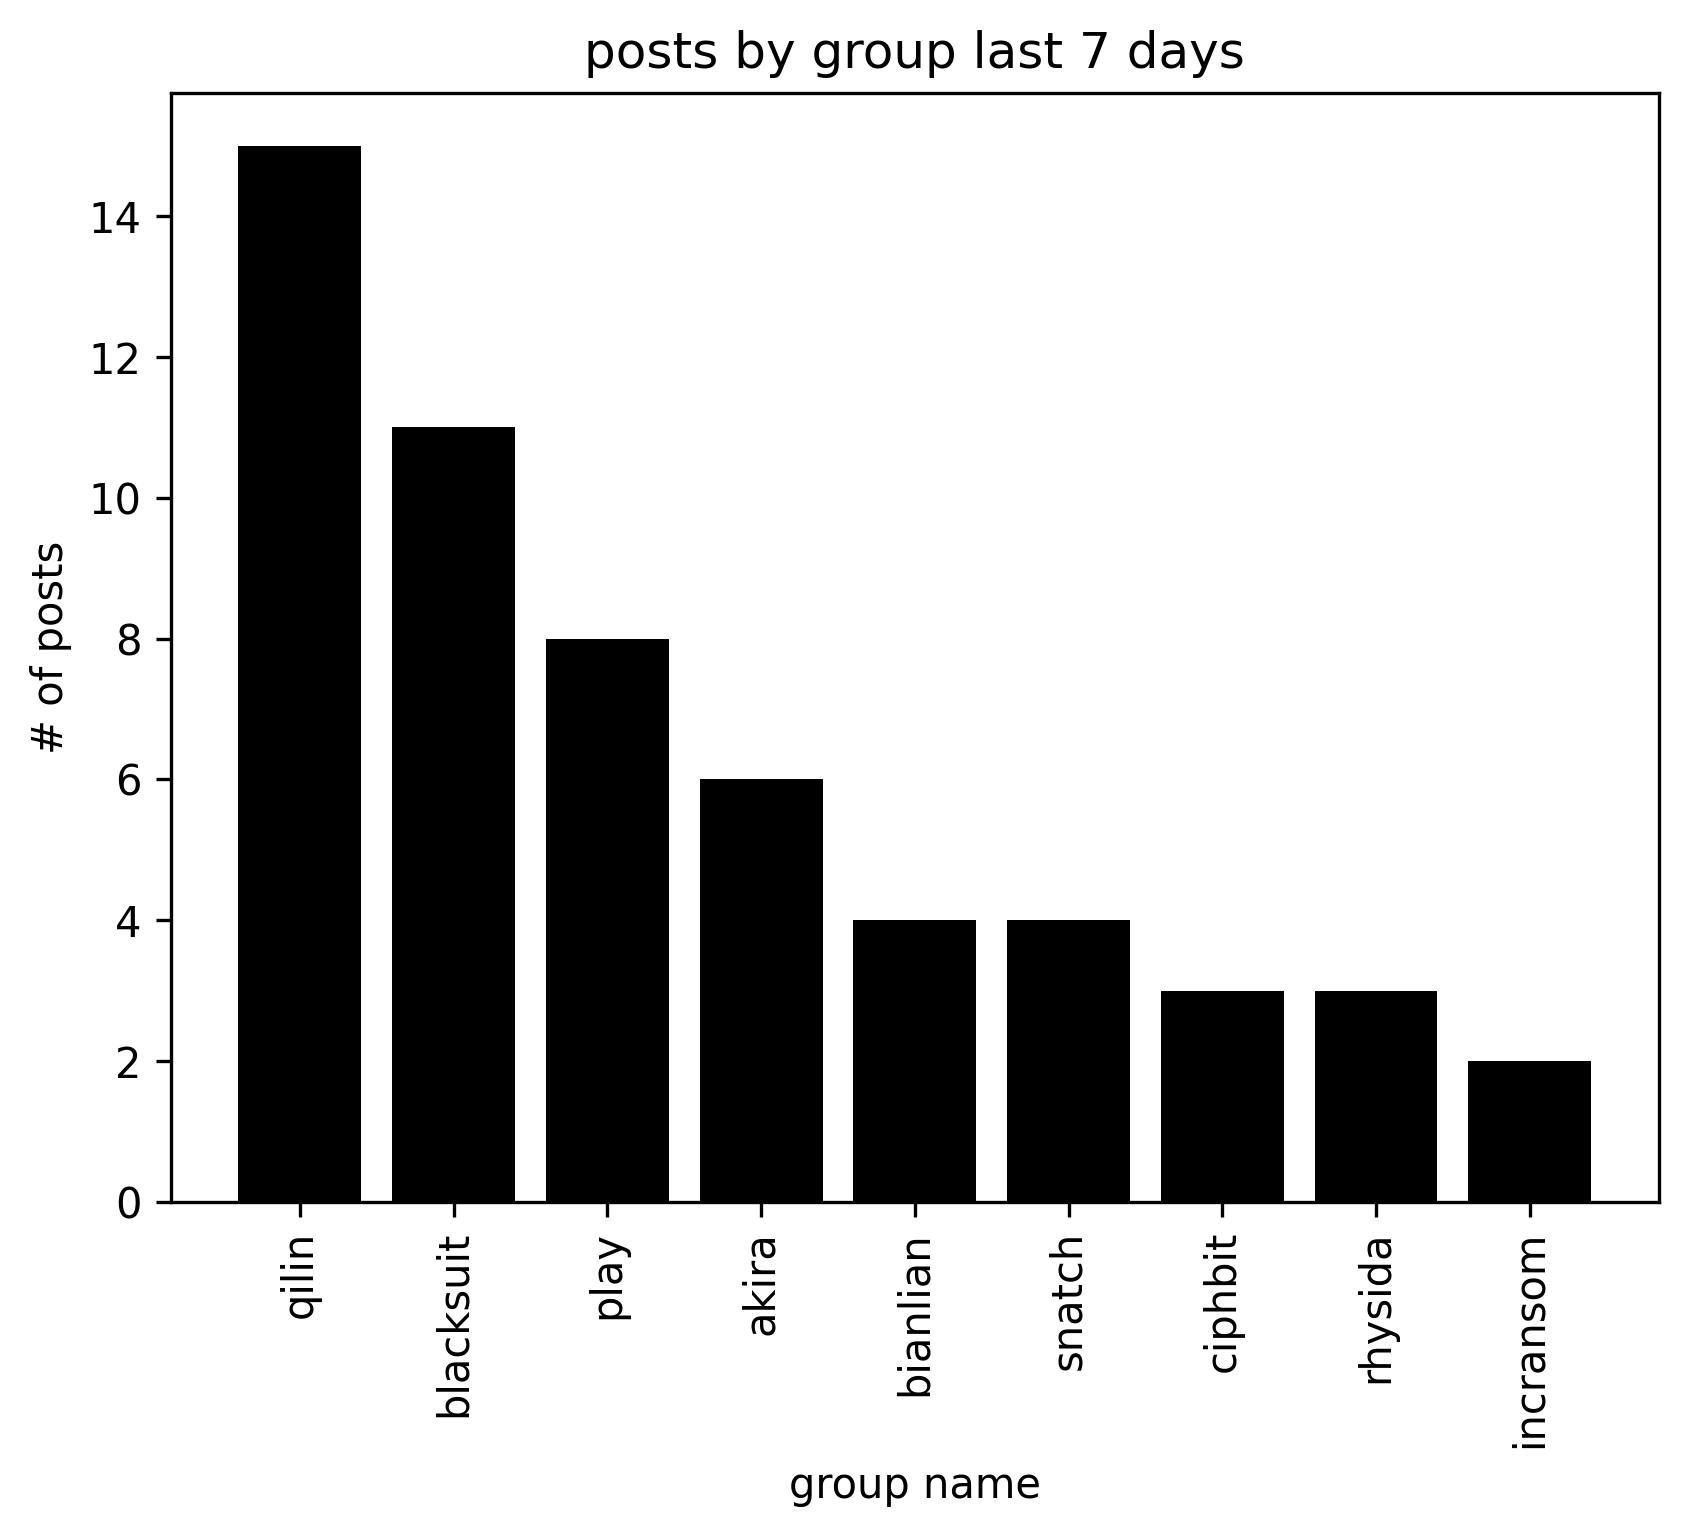 posts by group last 7 days
# of posts
14
12
10
8
6
4
2
0
qilin
blacksuit
play
akira
bianlian
snatch
ciphbit
rhysida
incransom
group name